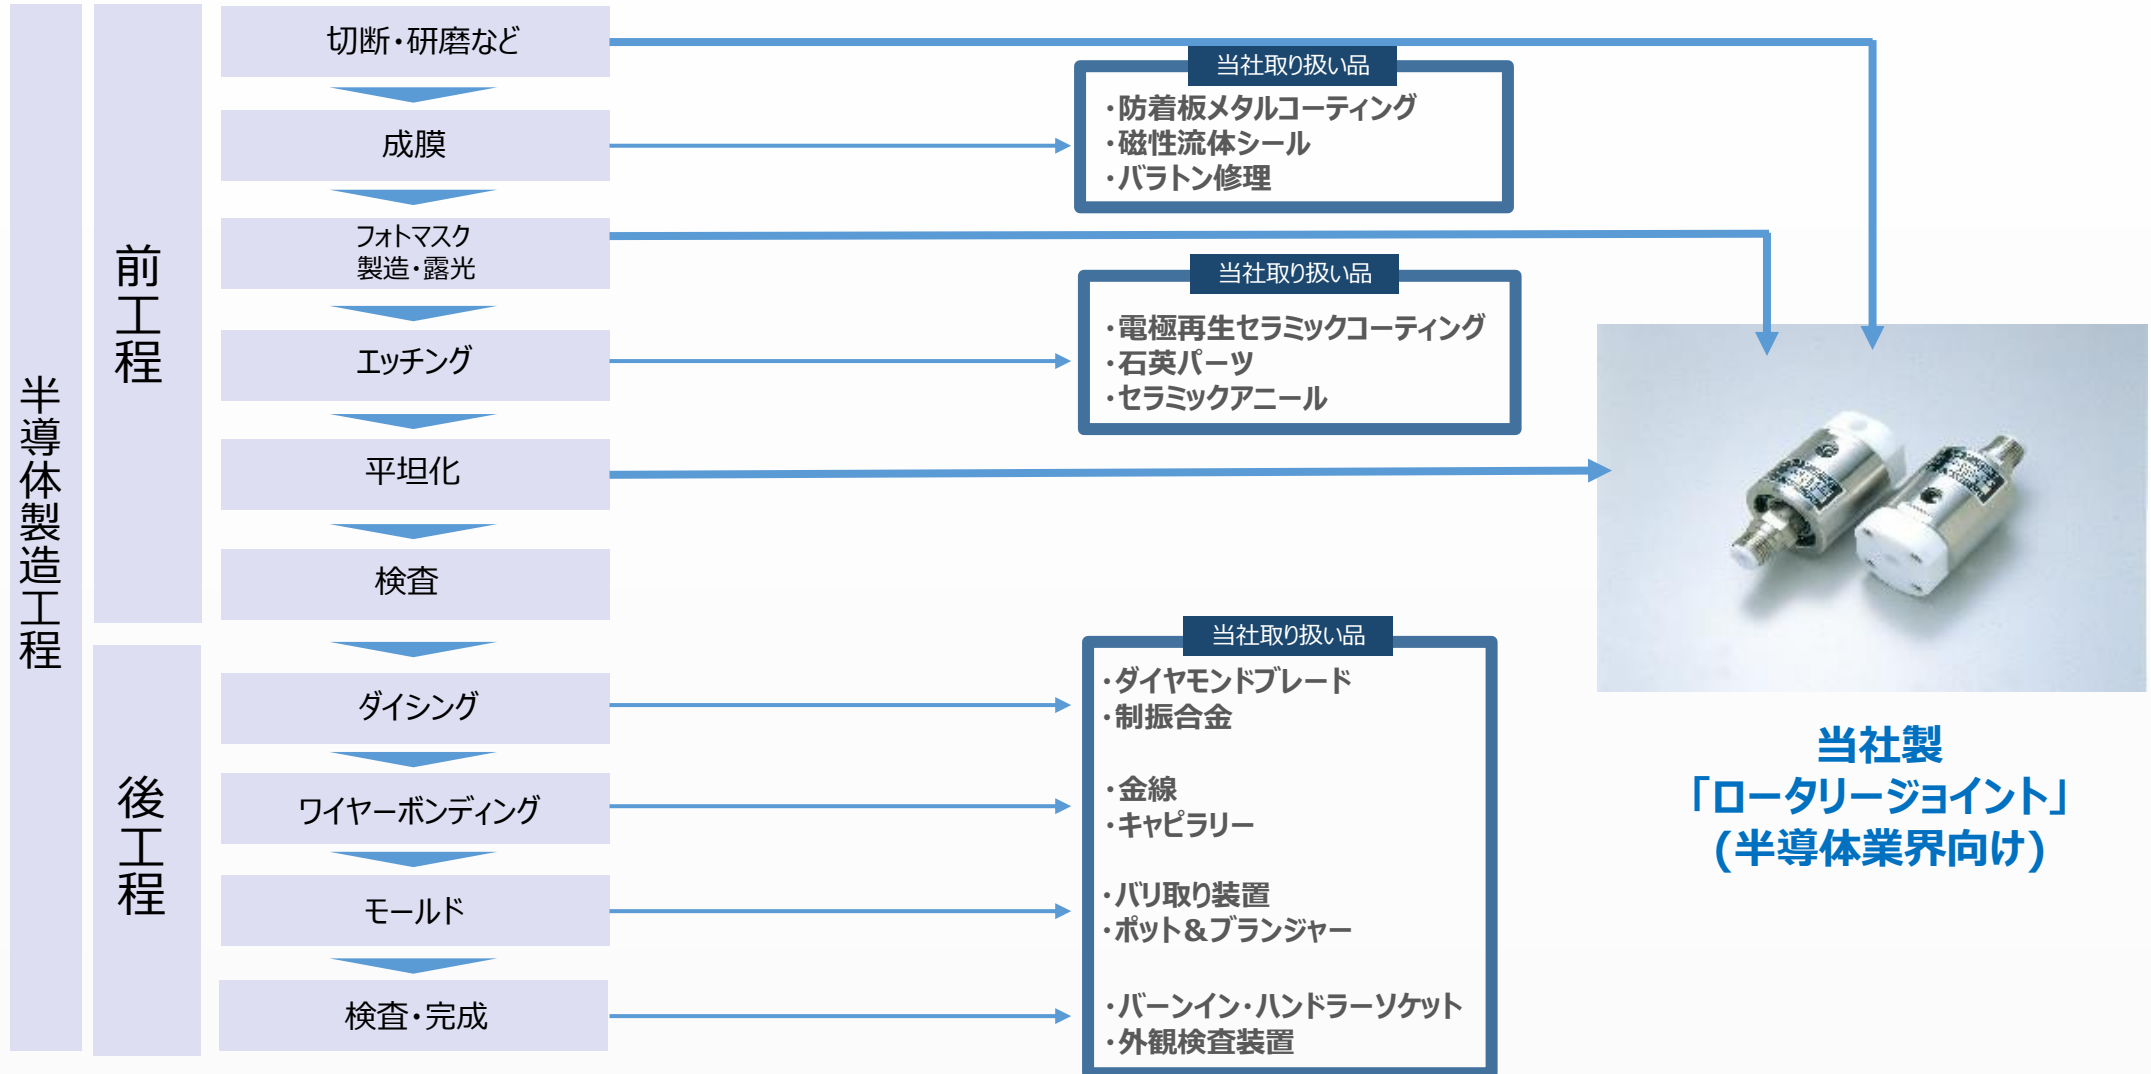 半導体製造工程
前工程
切断・研磨など
成膜
フォトマスク
製造・露光
エッチング
平坦化
検査
後工程
ダイシング
ワイヤーボンディング
モールド
検査・完成
当社取り扱い品
・防着板メタルコーティング
・磁性流体シール
・バラトン修理
当社取り扱い品
・電極再生セラミックコーティング
・石英パーツ
・セラミックアニール
当社取り扱い品
・ダイヤモンドブレード
・制振合金
・金線
・キャピラリー
・バリ取り装置
・ポット&プランジャー
・バーンイン・ハンドラーソケット
・外観検査装置
当社製
「ロータリージョイント」
(半導体業界向け)